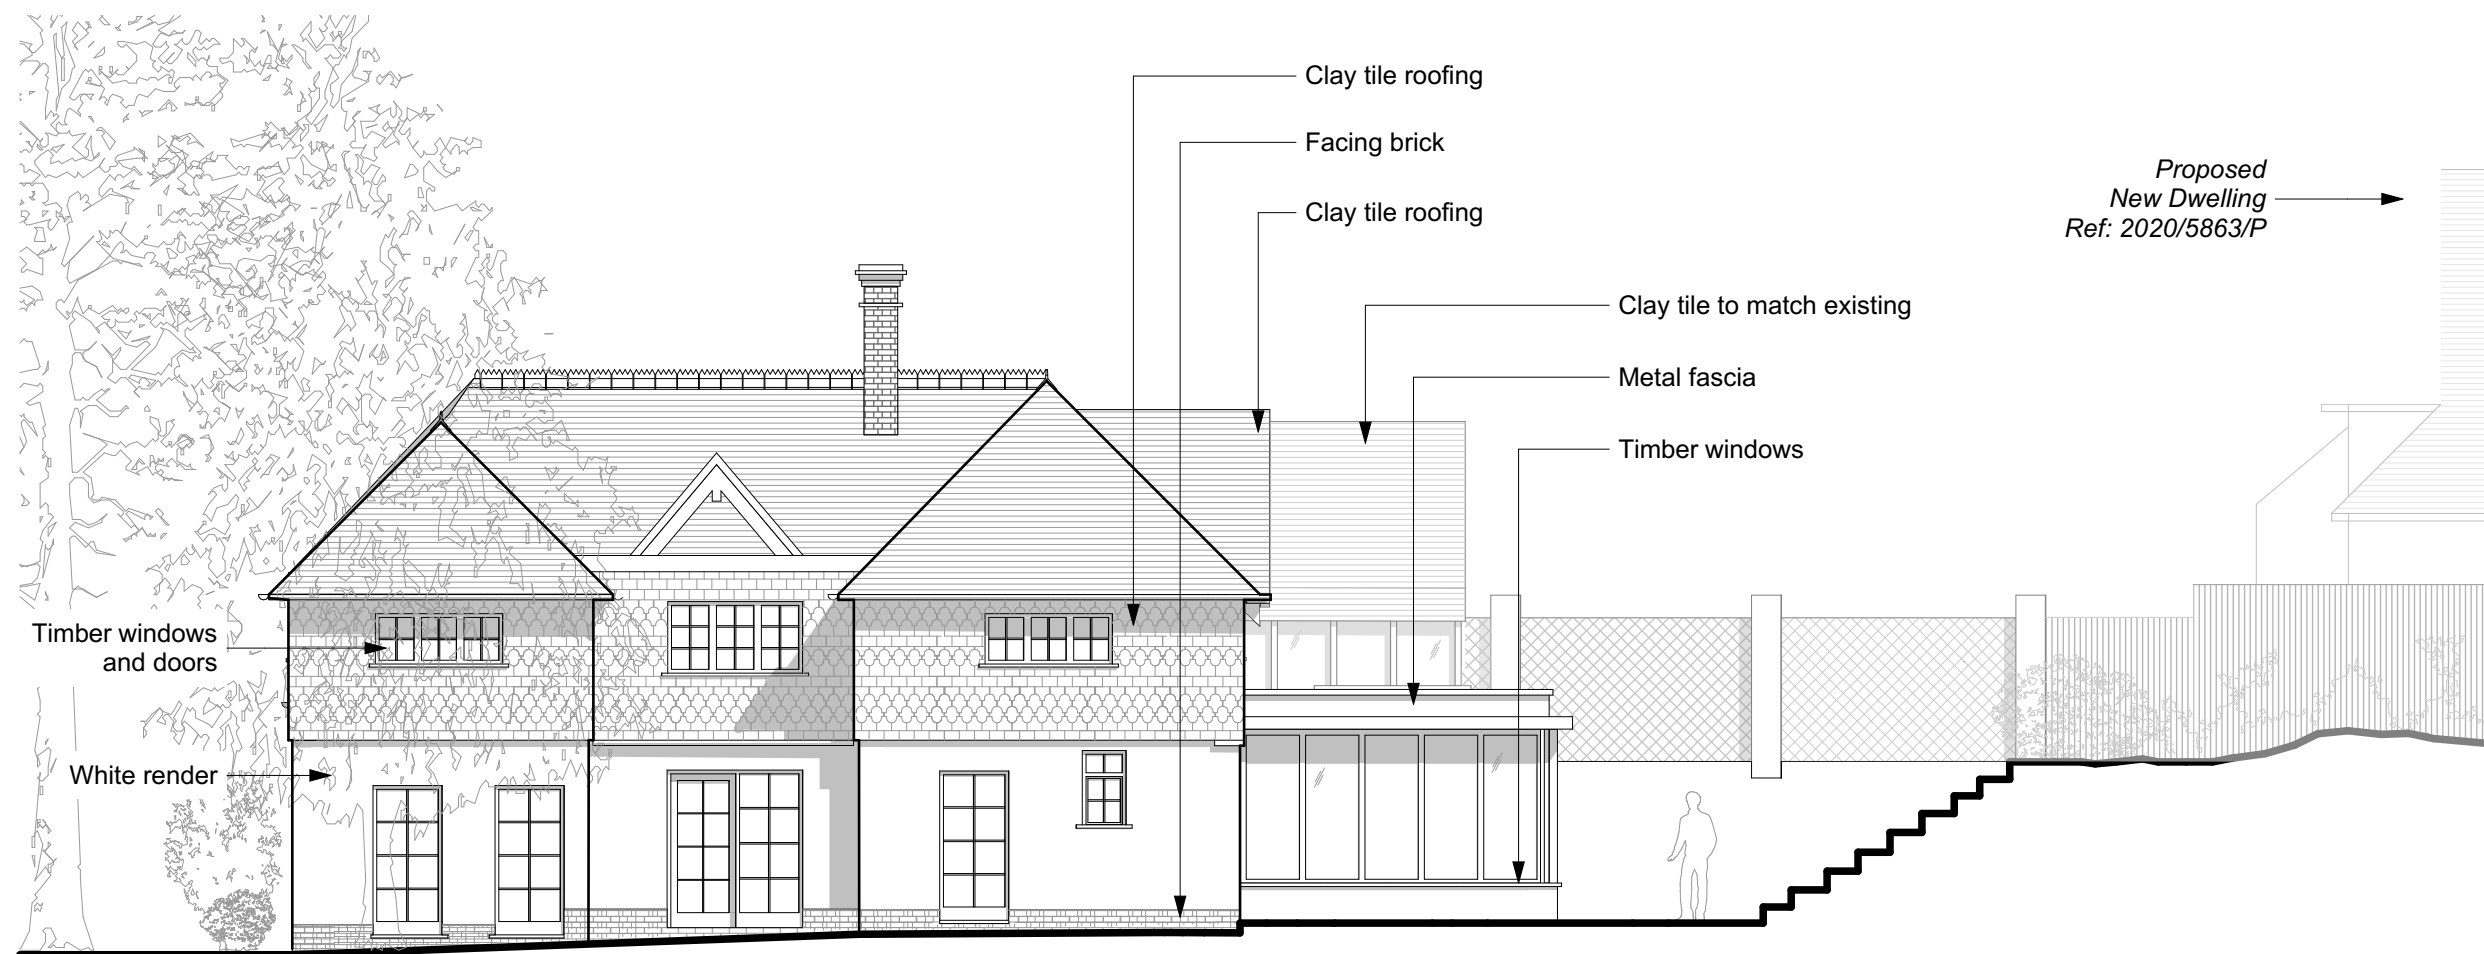 Clay tile roofing
Facing brick
Clay tile roofing
Proposed
New Dwelling
Ref: 2020/5863/P
Clay tile to match existing
Metal fascia
Timber windows
Timber windows
and doors
White render